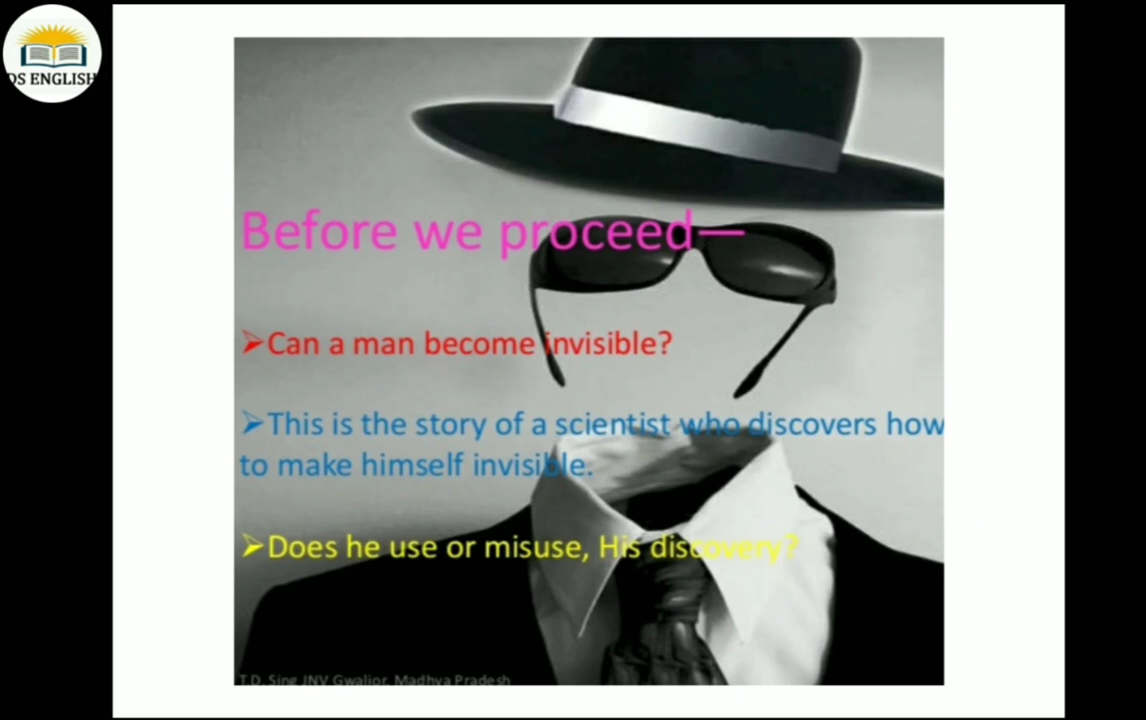 DS ENGLISH
Before we proceed—
➢Can a man become invisible?
➢This is the story of a scientist who discovers how
to make himself invisible.
➢Does he use or misuse, His discovery?
T.D. Sing JNV Gwalior, Madhya Pradesh